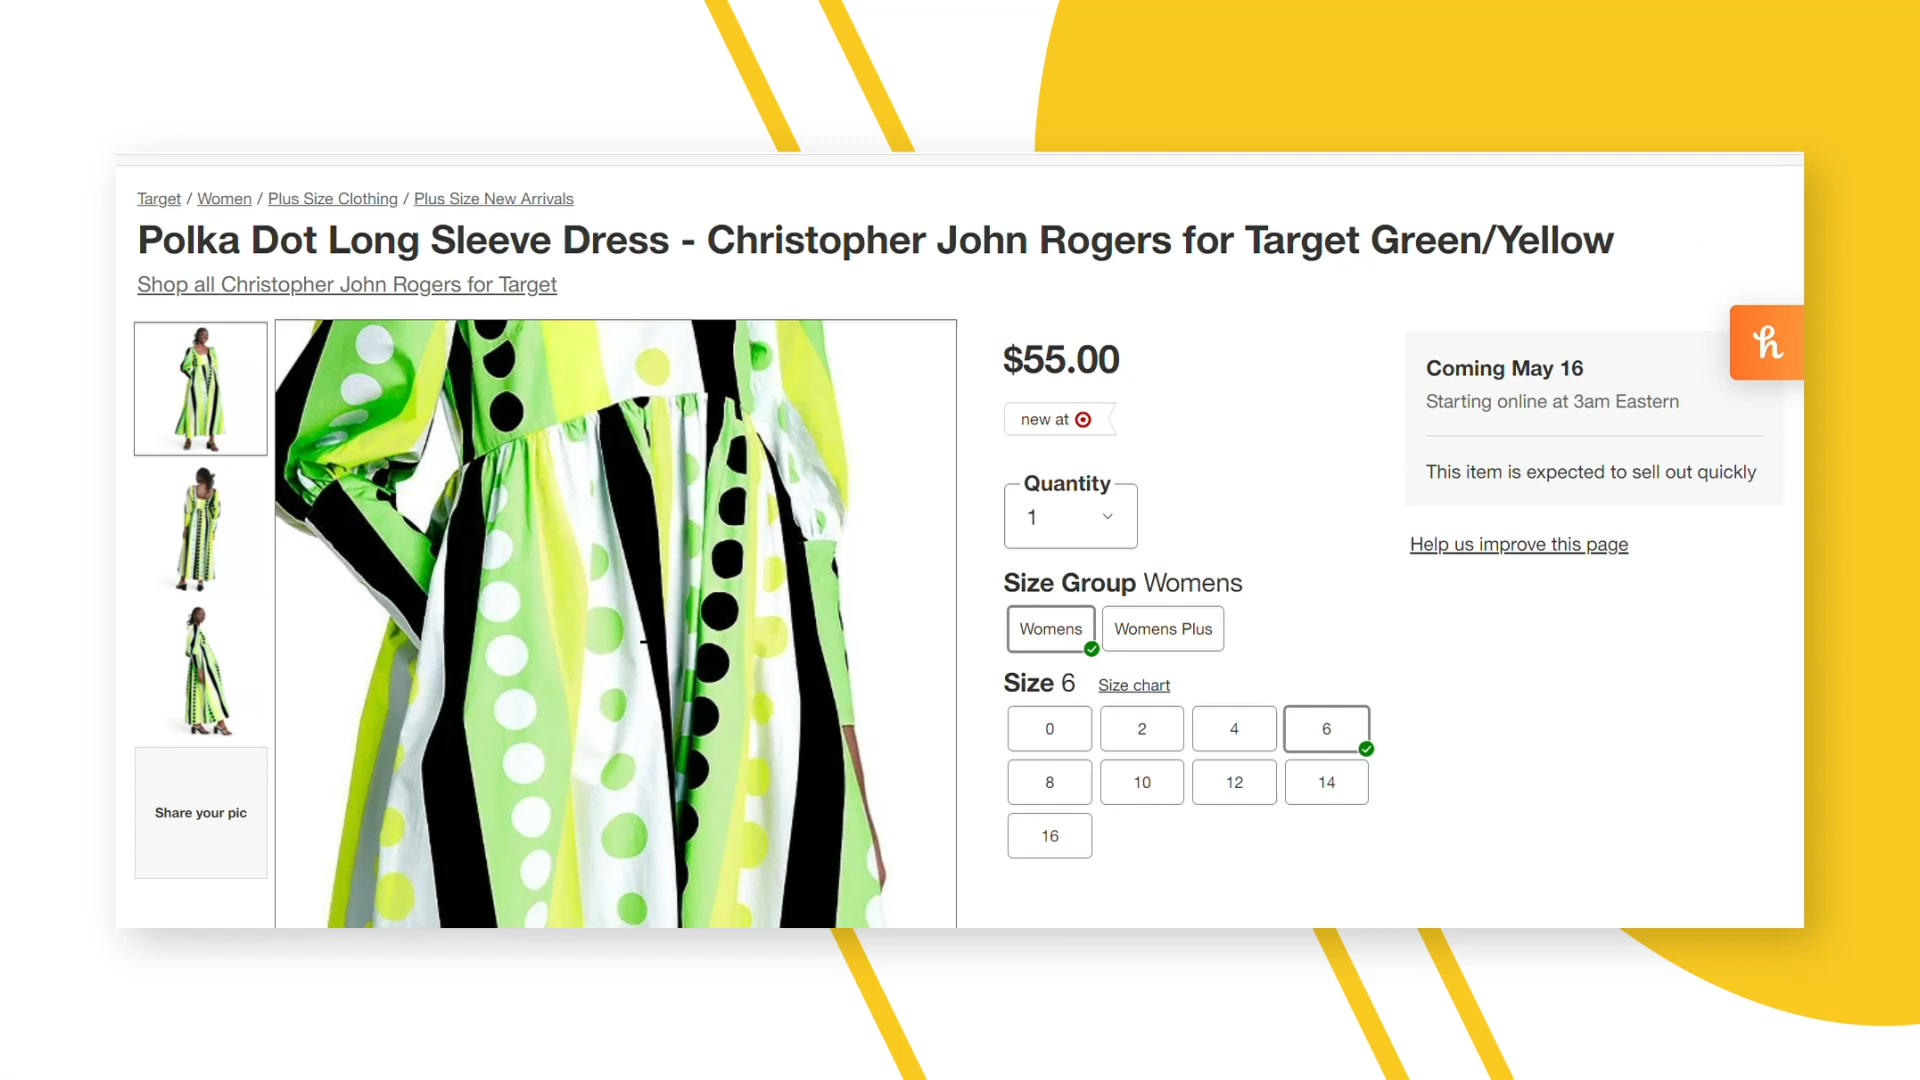 Target / Women / Plus Size Clothing / Plus Size New Arrivals
Polka Dot Long Sleeve Dress - Christopher John Rogers for Target Green/Yellow
Shop all Christopher John Rogers for Target
$55.00
new at
Quantity
1
Size Group Womens
Womens
Womens Plus
Size 6 Size chart
0 2 4 6
8 10 12 14
16
Share your pic
Coming May 16
Starting online at 3am Eastern
This item is expected to sell out quickly
Help us improve this page
h